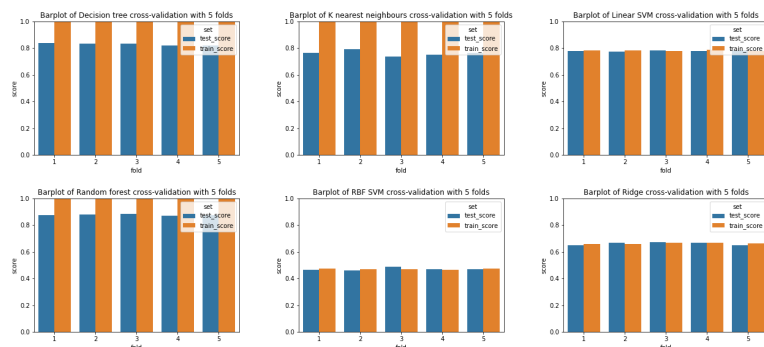 Barplot of Decision tree cross-validation with 5 folds
1.0
0.8
0.6
0.4
0.2
0.0
score
set
test_score
train_score
1 2 3 4 5
fold
Barplot of K nearest neighbours cross-validation with 5 folds
1.0
0.8
0.6
0.4
0.2
0.0
score
set
test_score
train_score
1 2 3 4 5
fold
Barplot of Linear SVM cross-validation with 5 folds
1.0
0.8
0.6
0.4
0.2
0.0
score
set
test_score
train_score
1 2 3 4 5
fold
Barplot of Random forest cross-validation with 5 folds
1.0
0.8
0.6
0.4
0.2
0.0
score
set
test_score
train_score
1 2 3 4 5
fold
Barplot of RBF SVM cross-validation with 5 folds
1.0
0.8
0.6
0.4
0.2
0.0
score
set
test_score
train_score
1 2 3 4 5
fold
Barplot of Ridge cross-validation with 5 folds
1.0
0.8
0.6
0.4
0.2
0.0
score
set
test_score
train_score
1 2 3 4 5
fold